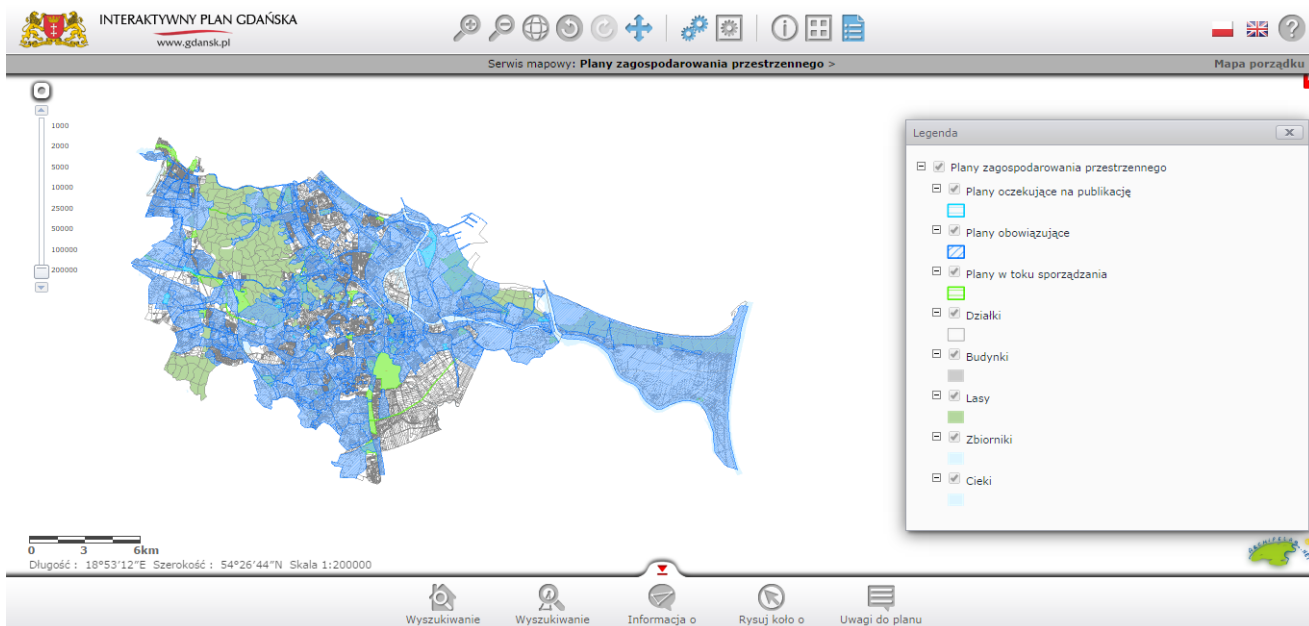 INTERAKTYWNY PLAN GDAŃSKA
www.gdansk.pl
Serwis mapowy: Plany zagospodarowania przestrzennego >
Mapa porządku
1000
2000
5000
10000
25000
50000
100000
200000
Legenda
Plany zagospodarowania przestrzennego
Plany oczekujące na publikację
Plany obowiązujące
Plany w toku sporządzania
Działki
Budynki
Lasy
Zbiorniki
Cieki
0 3 6km
Długość : 18°53'12"E Szerokość : 54°26'44"N Skala 1:200000
Wyszukiwanie
Wyszukiwanie
Informacja o
Rysuj koło o
Uwagi do planu